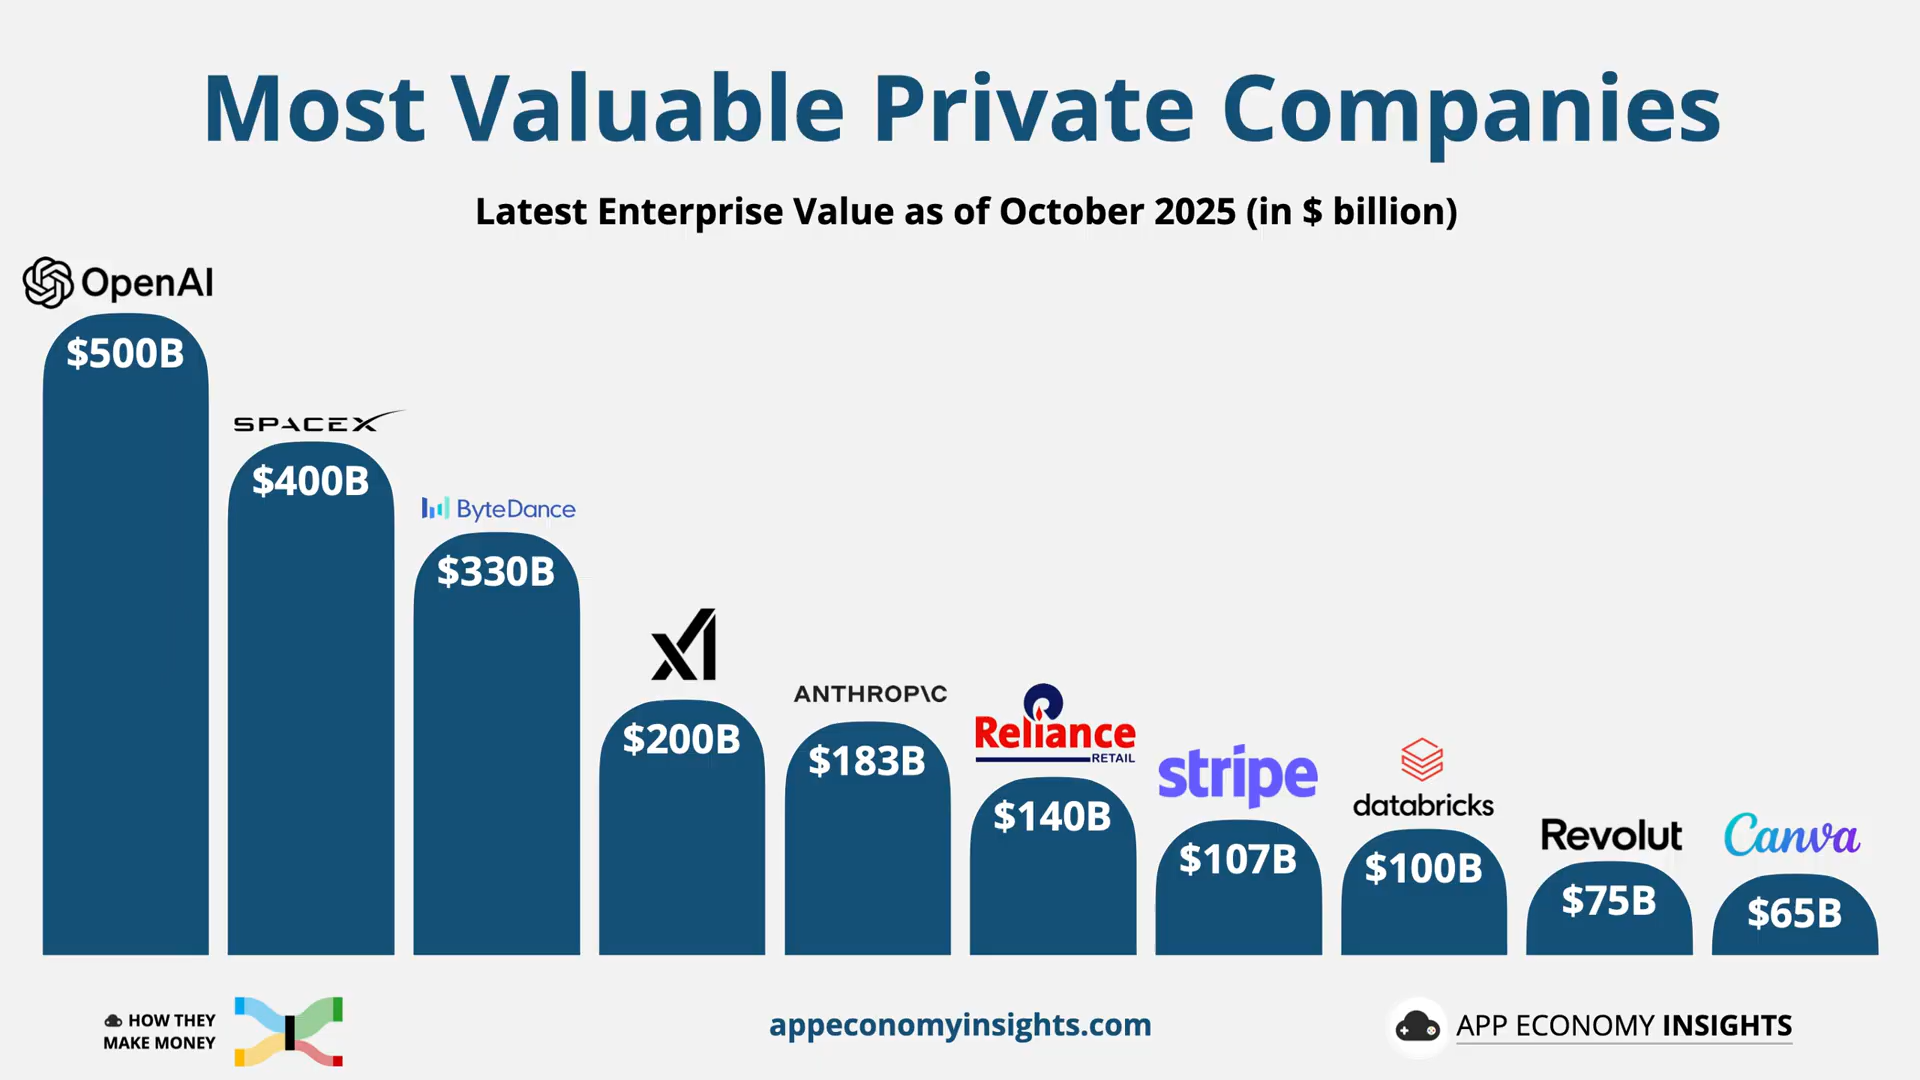 Most Valuable Private Companies
Latest Enterprise Value as of October 2025 (in $ billion)
OpenAI
$500B
SPACEX
$400B
ByteDance
$330B
xAI
$200B
ANTHROP\C
$183B
Reliance
RETAIL
$140B
stripe
$107B
databricks
$100B
Revolut
$75B
Canva
$65B
HOW THEY
MAKE MONEY
appeconomyinsights.com
APP ECONOMY INSIGHTS